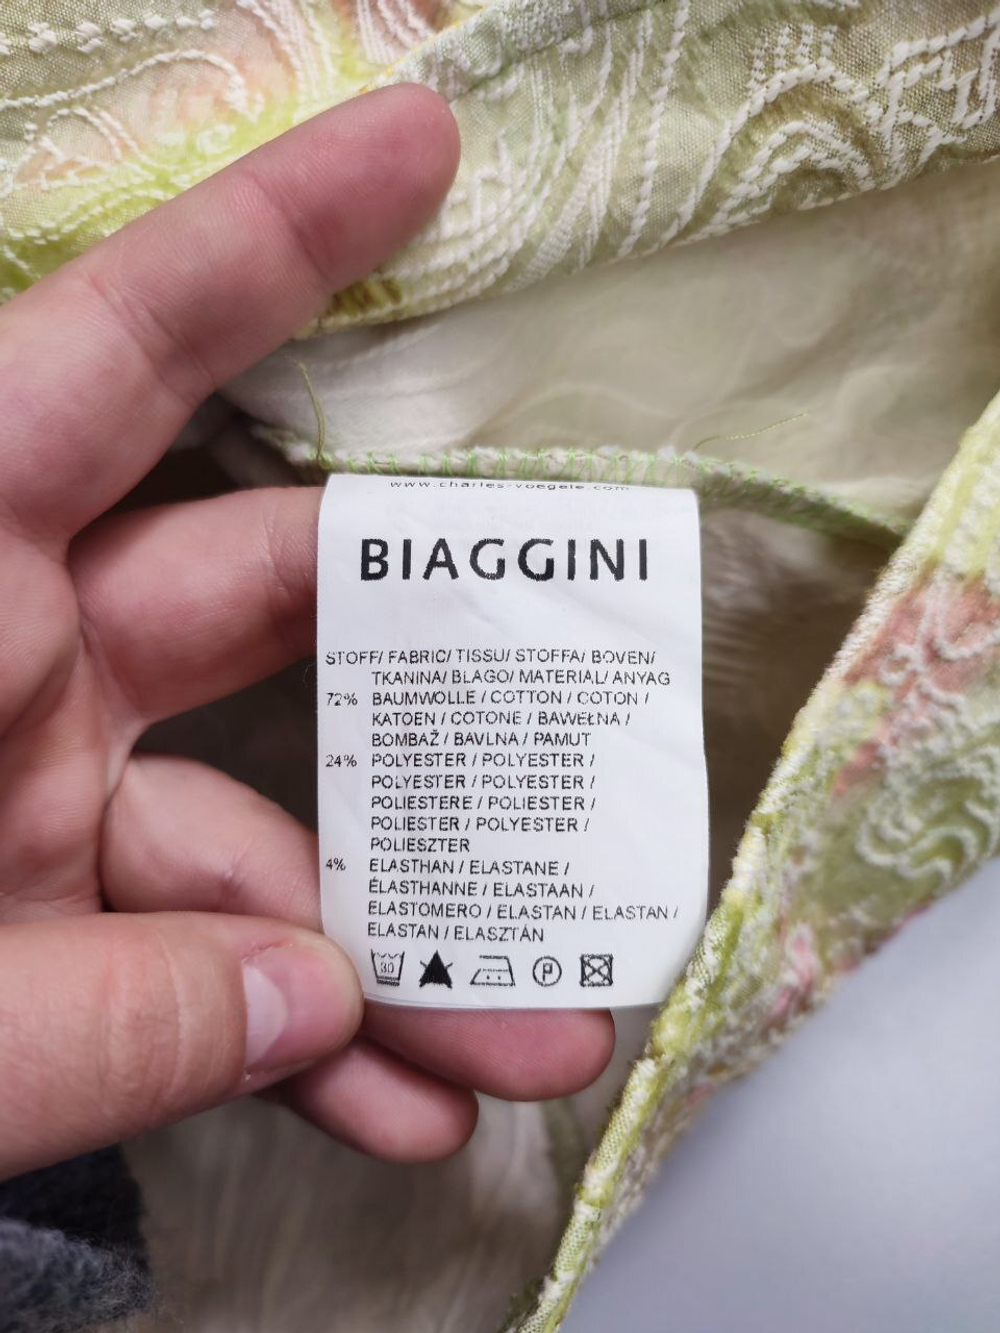 www.charles-voegele.com
BIAGGINI
STOFF/ FABRIC/ TISSU/ STOFFA/ BOVEN/
TKANINA/ BLAGO/ MATERIAL/ ANYAG
72% BAUMWOLLE / COTTON / COTON /
KATOEN / COTONE / BAWEŁNA /
BOMBAŽ / BAVLNA / PAMUT
24% POLYESTER / POLYESTER /
POLYESTER / POLYESTER /
POLIESTERE / POLIESTER /
POLIESTER / POLYESTER /
POLIESZTER
4% ELASTHAN / ELASTANE /
ÉLASTHANNE / ELASTAAN /
ELASTOMERO / ELASTAN / ELASTAN /
ELASTAN / ELASZTÁN
30 P